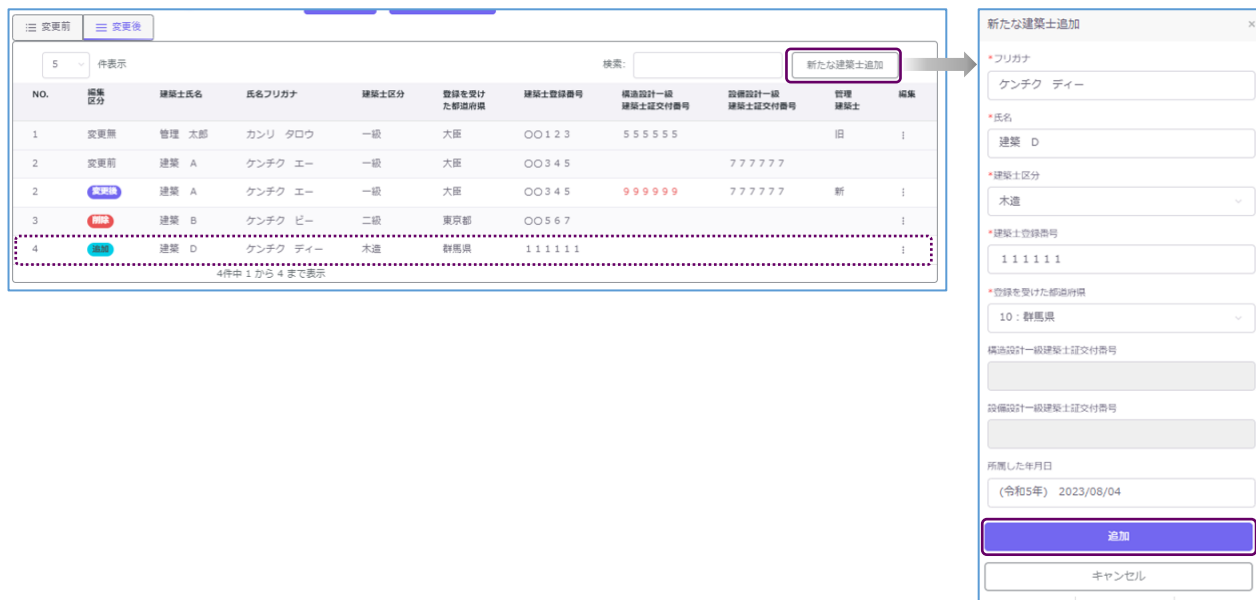 変更前 変更後
5 件表示 検索: 新たな建築士追加
NO. 編集区分 建築士氏名 氏名フリガナ 建築士区分 登録を受けた都道府県 建築士登録番号 構造設計一級建築士証交付番号 設備設計一級建築士証交付番号 管理建築士 編集
1 変更無 管理 太郎 カンリ タロウ 一級 大臣 〇〇123 555555 旧 ⋮
2 変更前 建築 A ケンチク エー 一級 大臣 〇〇345 777777
2 変更後 建築 A ケンチク エー 一級 大臣 〇〇345 999999 777777 新 ⋮
3 削除 建築 B ケンチク ビー 二級 東京都 〇〇567 ⋮
4 追加 建築 D ケンチク ディー 木造 群馬県 111111 ⋮
4件中 1 から 4 まで表示
新たな建築士追加 ×
*フリガナ
ケンチク ディー
*氏名
建築 D
*建築士区分
木造
*建築士登録番号
111111
*登録を受けた都道府県
10:群馬県
構造設計一級建築士証交付番号
設備設計一級建築士証交付番号
所属した年月日
(令和5年) 2023/08/04
追加
キャンセル